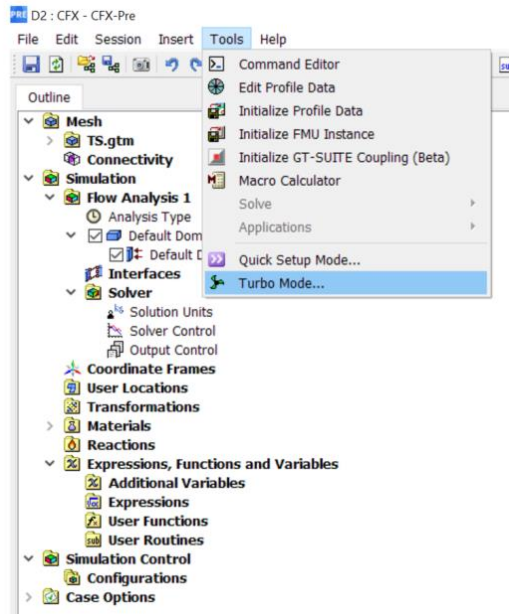 PRE D2 : CFX - CFX-Pre
File Edit Session Insert Tools Help
Outline
Mesh
TS.gtm
Connectivity
Simulation
Flow Analysis 1
Analysis Type
Default Dom
Default D
Interfaces
Solver
Solution Units
Solver Control
Output Control
Coordinate Frames
User Locations
Transformations
Materials
Reactions
Expressions, Functions and Variables
Additional Variables
Expressions
User Functions
User Routines
Simulation Control
Configurations
Case Options
Command Editor
Edit Profile Data
Initialize Profile Data
Initialize FMU Instance
Initialize GT-SUITE Coupling (Beta)
Macro Calculator
Solve
Applications
Quick Setup Mode...
Turbo Mode...